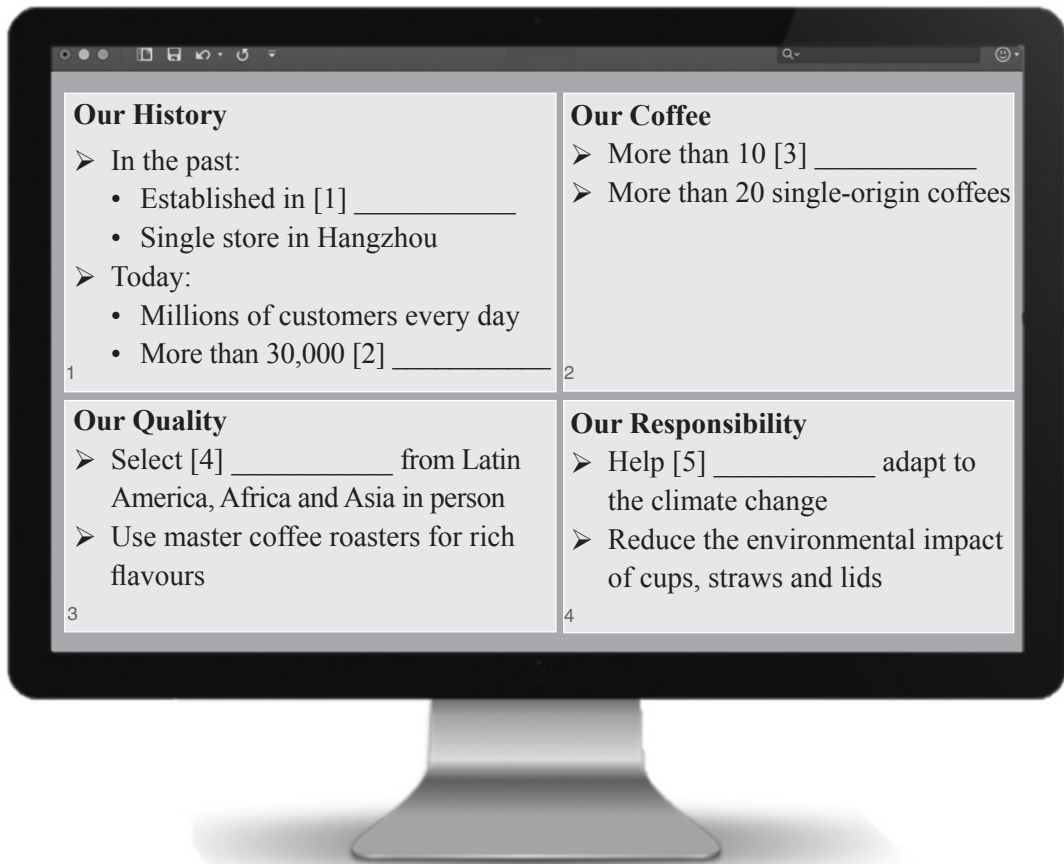 Our History
➢ In the past:
• Established in [1] ___________
• Single store in Hangzhou
➢ Today:
• Millions of customers every day
• More than 30,000 [2] ___________
1
Our Coffee
➢ More than 10 [3] ___________
➢ More than 20 single-origin coffees
2
Our Quality
➢ Select [4] ___________ from Latin
America, Africa and Asia in person
➢ Use master coffee roasters for rich
flavours
3
Our Responsibility
➢ Help [5] ___________ adapt to
the climate change
➢ Reduce the environmental impact
of cups, straws and lids
4